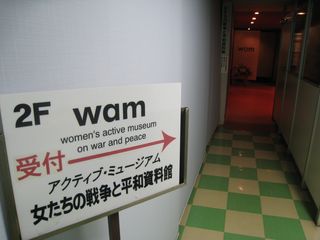 2F wam
women's active museum
on war and peace
受付
アクティブ・ミュージアム
女たちの戦争と平和資料館
wam